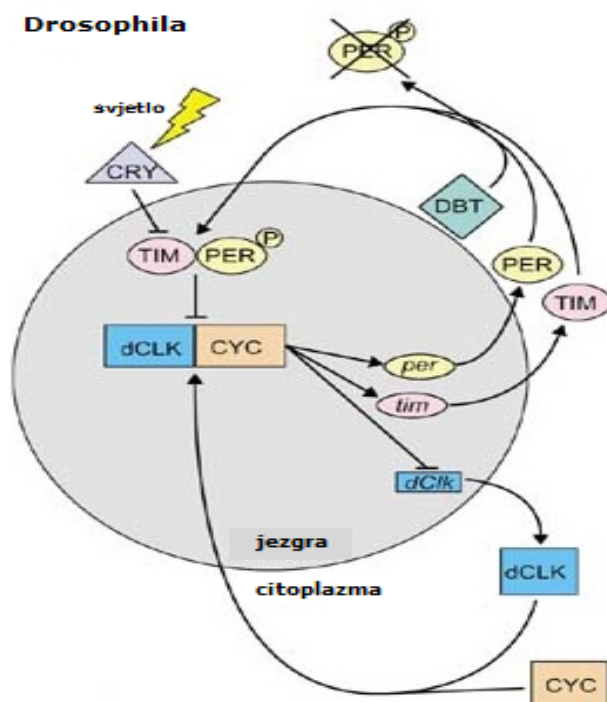 Drosophila
P
PER
svjetlo
CRY
DBT
TIM
PER
P
PER
TIM
dCLK
CYC
per
tim
dClk
jezgra
citoplazma
dCLK
CYC